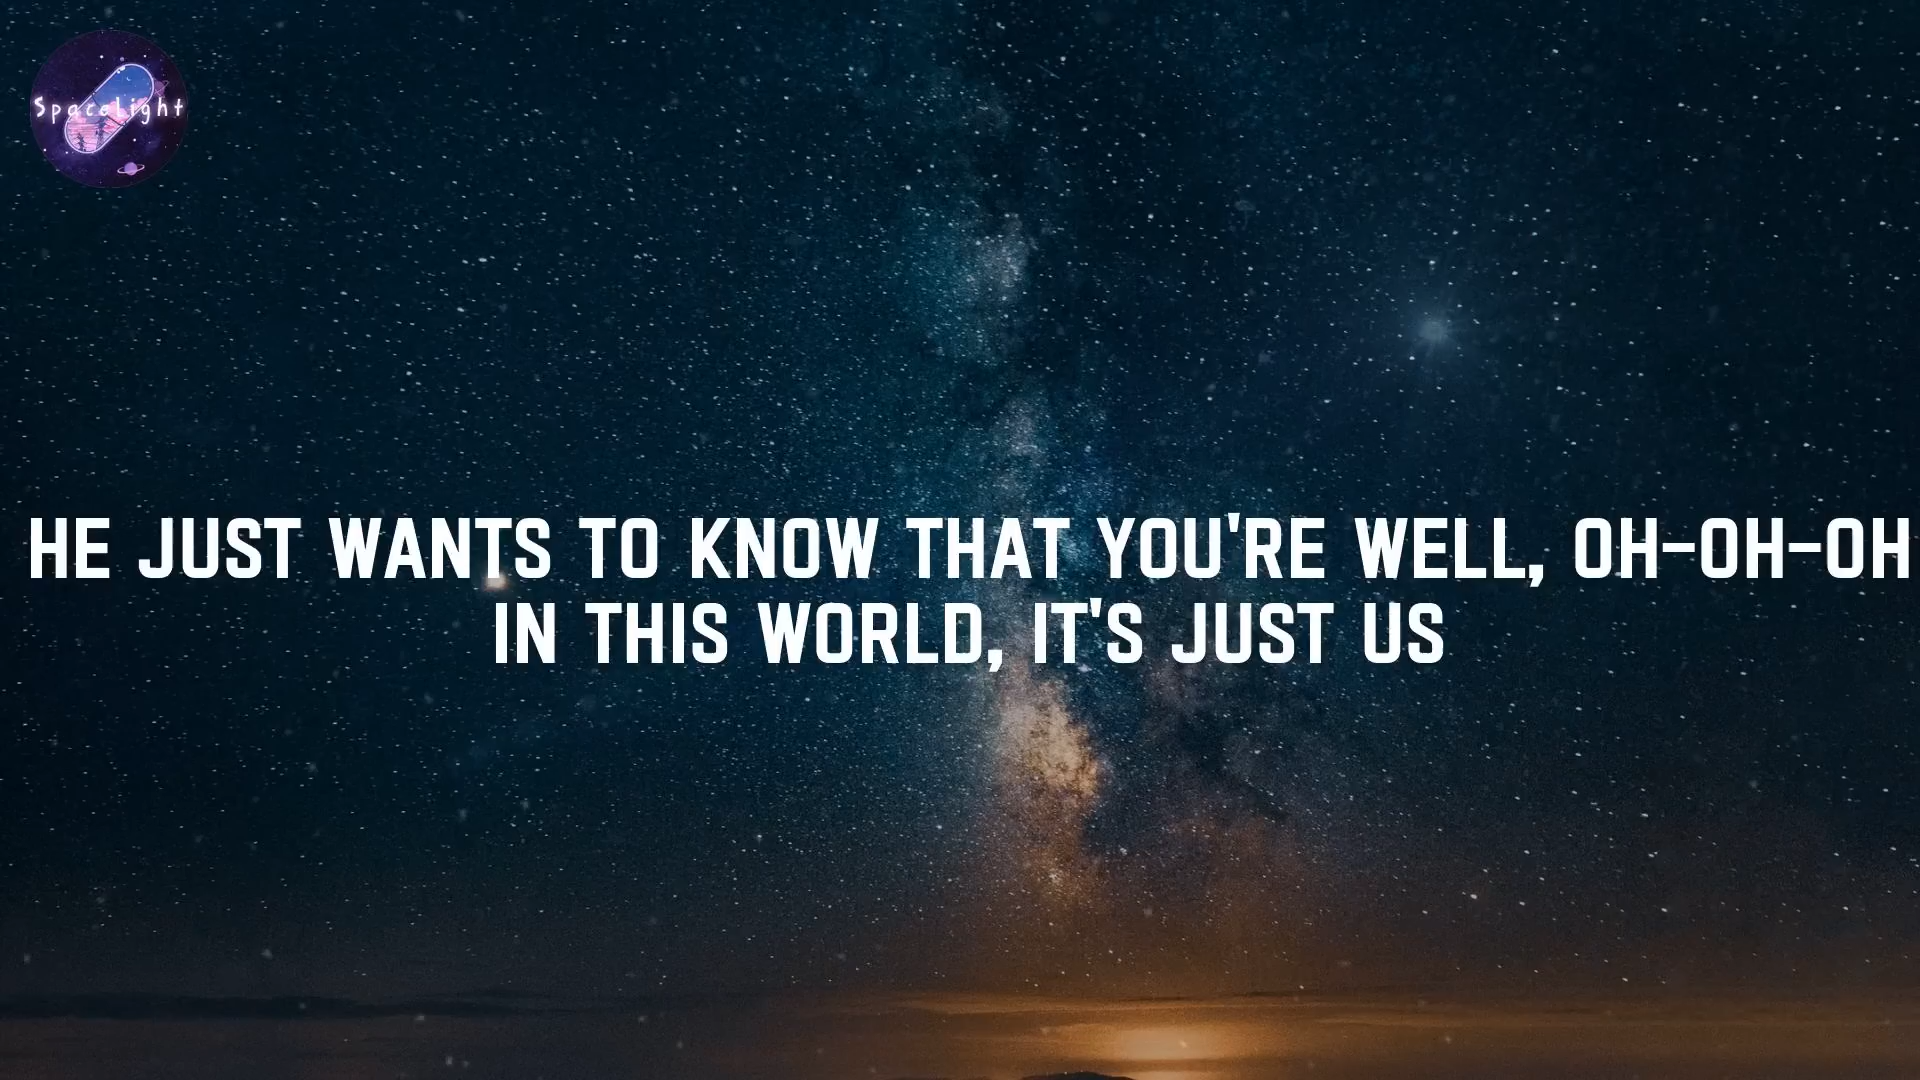 SpaceLight
HE JUST WANTS TO KNOW THAT YOU'RE WELL, OH-OH-OH
IN THIS WORLD, IT'S JUST US